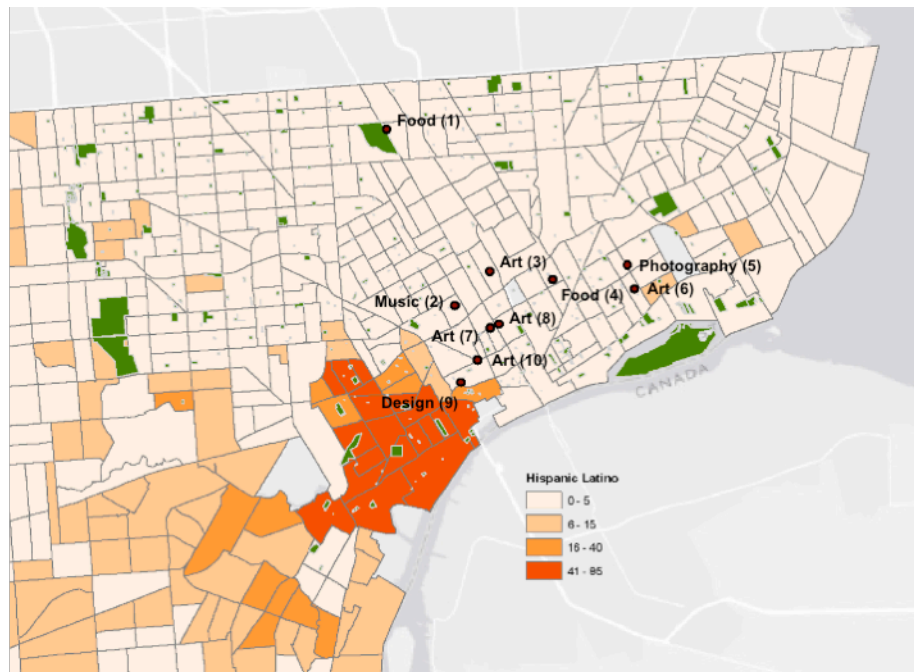 Food (1)
Art (3)
Photography (5)
Food (4)
Art (6)
Music (2)
Art (8)
Art (7)
Art (10)
Design (9)
CANADA
Hispanic Latino
0 - 5
6 - 15
16 - 40
41 - 85